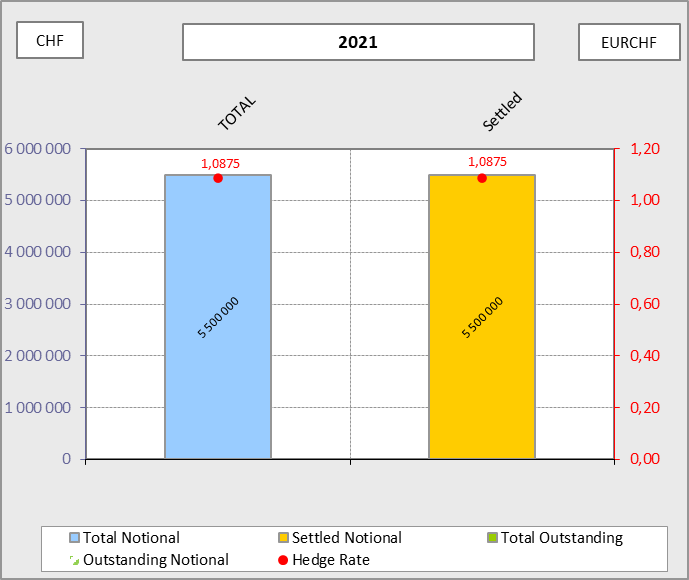 CHF
2021
EURCHF
TOTAL
Settled
6 000 000
5 000 000
4 000 000
3 000 000
2 000 000
1 000 000
0
1,0875
1,0875
5 500 000
5 500 000
1,20
1,00
0,80
0,60
0,40
0,20
0,00
Total Notional
Settled Notional
Total Outstanding
Outstanding Notional
Hedge Rate